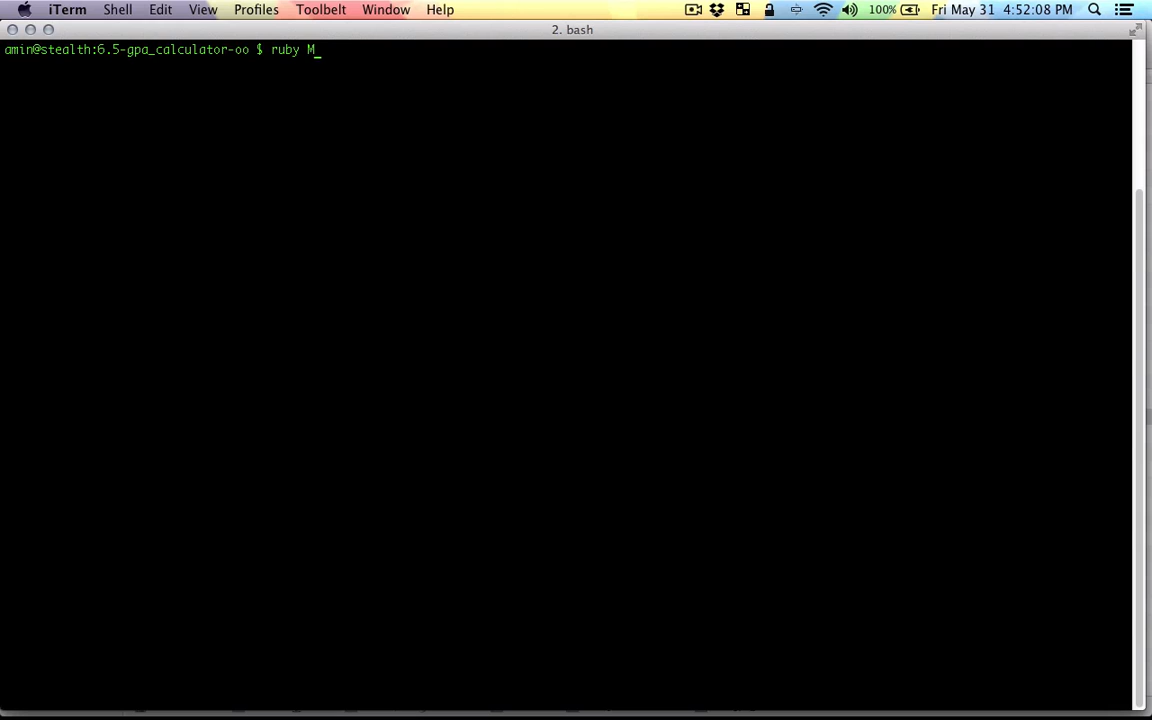 iTerm Shell Edit View Profiles Toolbelt Window Help 100% Fri May 31 4:52:08 PM
2. bash
amin@stealth:6.5-gpa_calculator-oo $ ruby M_